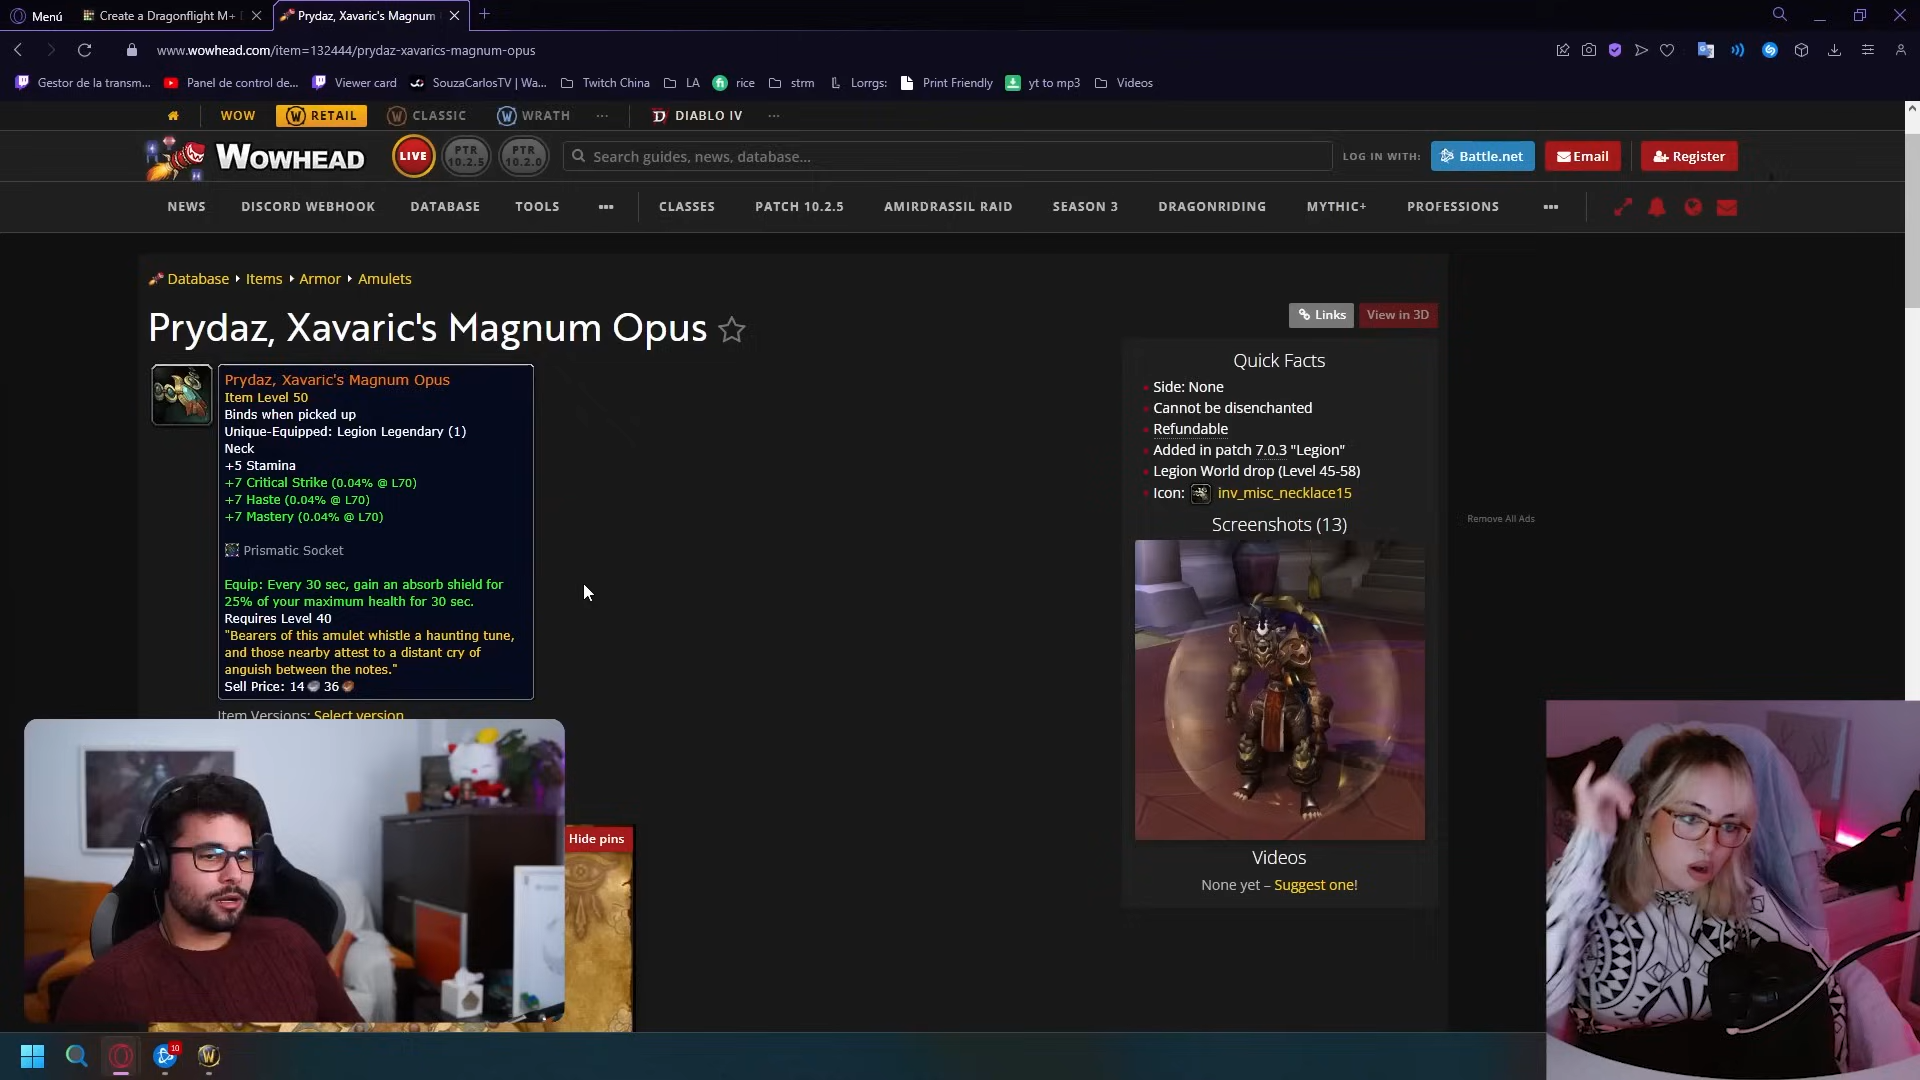 Menú
Create a Dragonflight M+
Prydaz, Xavaric's Magnum
www.wowhead.com/item=132444/prydaz-xavarics-magnum-opus
Gestor de la transm...
Panel de control de...
Viewer card
SouzaCarlosTV | Wa...
Twitch China
LA
rice
strm
Lorrgs:
Print Friendly
yt to mp3
Videos
WOW
RETAIL
CLASSIC
WRATH
...
DIABLO IV
...
WOWHEAD
LIVE
PTR
10.2.5
PTR
10.2.0
Search guides, news, database...
LOG IN WITH:
Battle.net
Email
Register
NEWS
DISCORD WEBHOOK
DATABASE
TOOLS
...
CLASSES
PATCH 10.2.5
AMIRDRASSIL RAID
SEASON 3
DRAGONRIDING
MYTHIC+
PROFESSIONS
...
Database
Items
Armor
Amulets
Prydaz, Xavaric's Magnum Opus
Links
View in 3D
Prydaz, Xavaric's Magnum Opus
Item Level 50
Binds when picked up
Unique-Equipped: Legion Legendary (1)
Neck
+5 Stamina
+7 Critical Strike (0.04% @ L70)
+7 Haste (0.04% @ L70)
+7 Mastery (0.04% @ L70)
Prismatic Socket
Equip: Every 30 sec, gain an absorb shield for
25% of your maximum health for 30 sec.
Requires Level 40
"Bearers of this amulet whistle a haunting tune,
and those nearby attest to a distant cry of
anguish between the notes."
Sell Price: 14 36
Item Versions: Select version
Quick Facts
Side: None
Cannot be disenchanted
Refundable
Added in patch 7.0.3 "Legion"
Legion World drop (Level 45-58)
Icon: inv_misc_necklace15
Screenshots (13)
Remove All Ads
Videos
None yet – Suggest one!
Hide pins
10